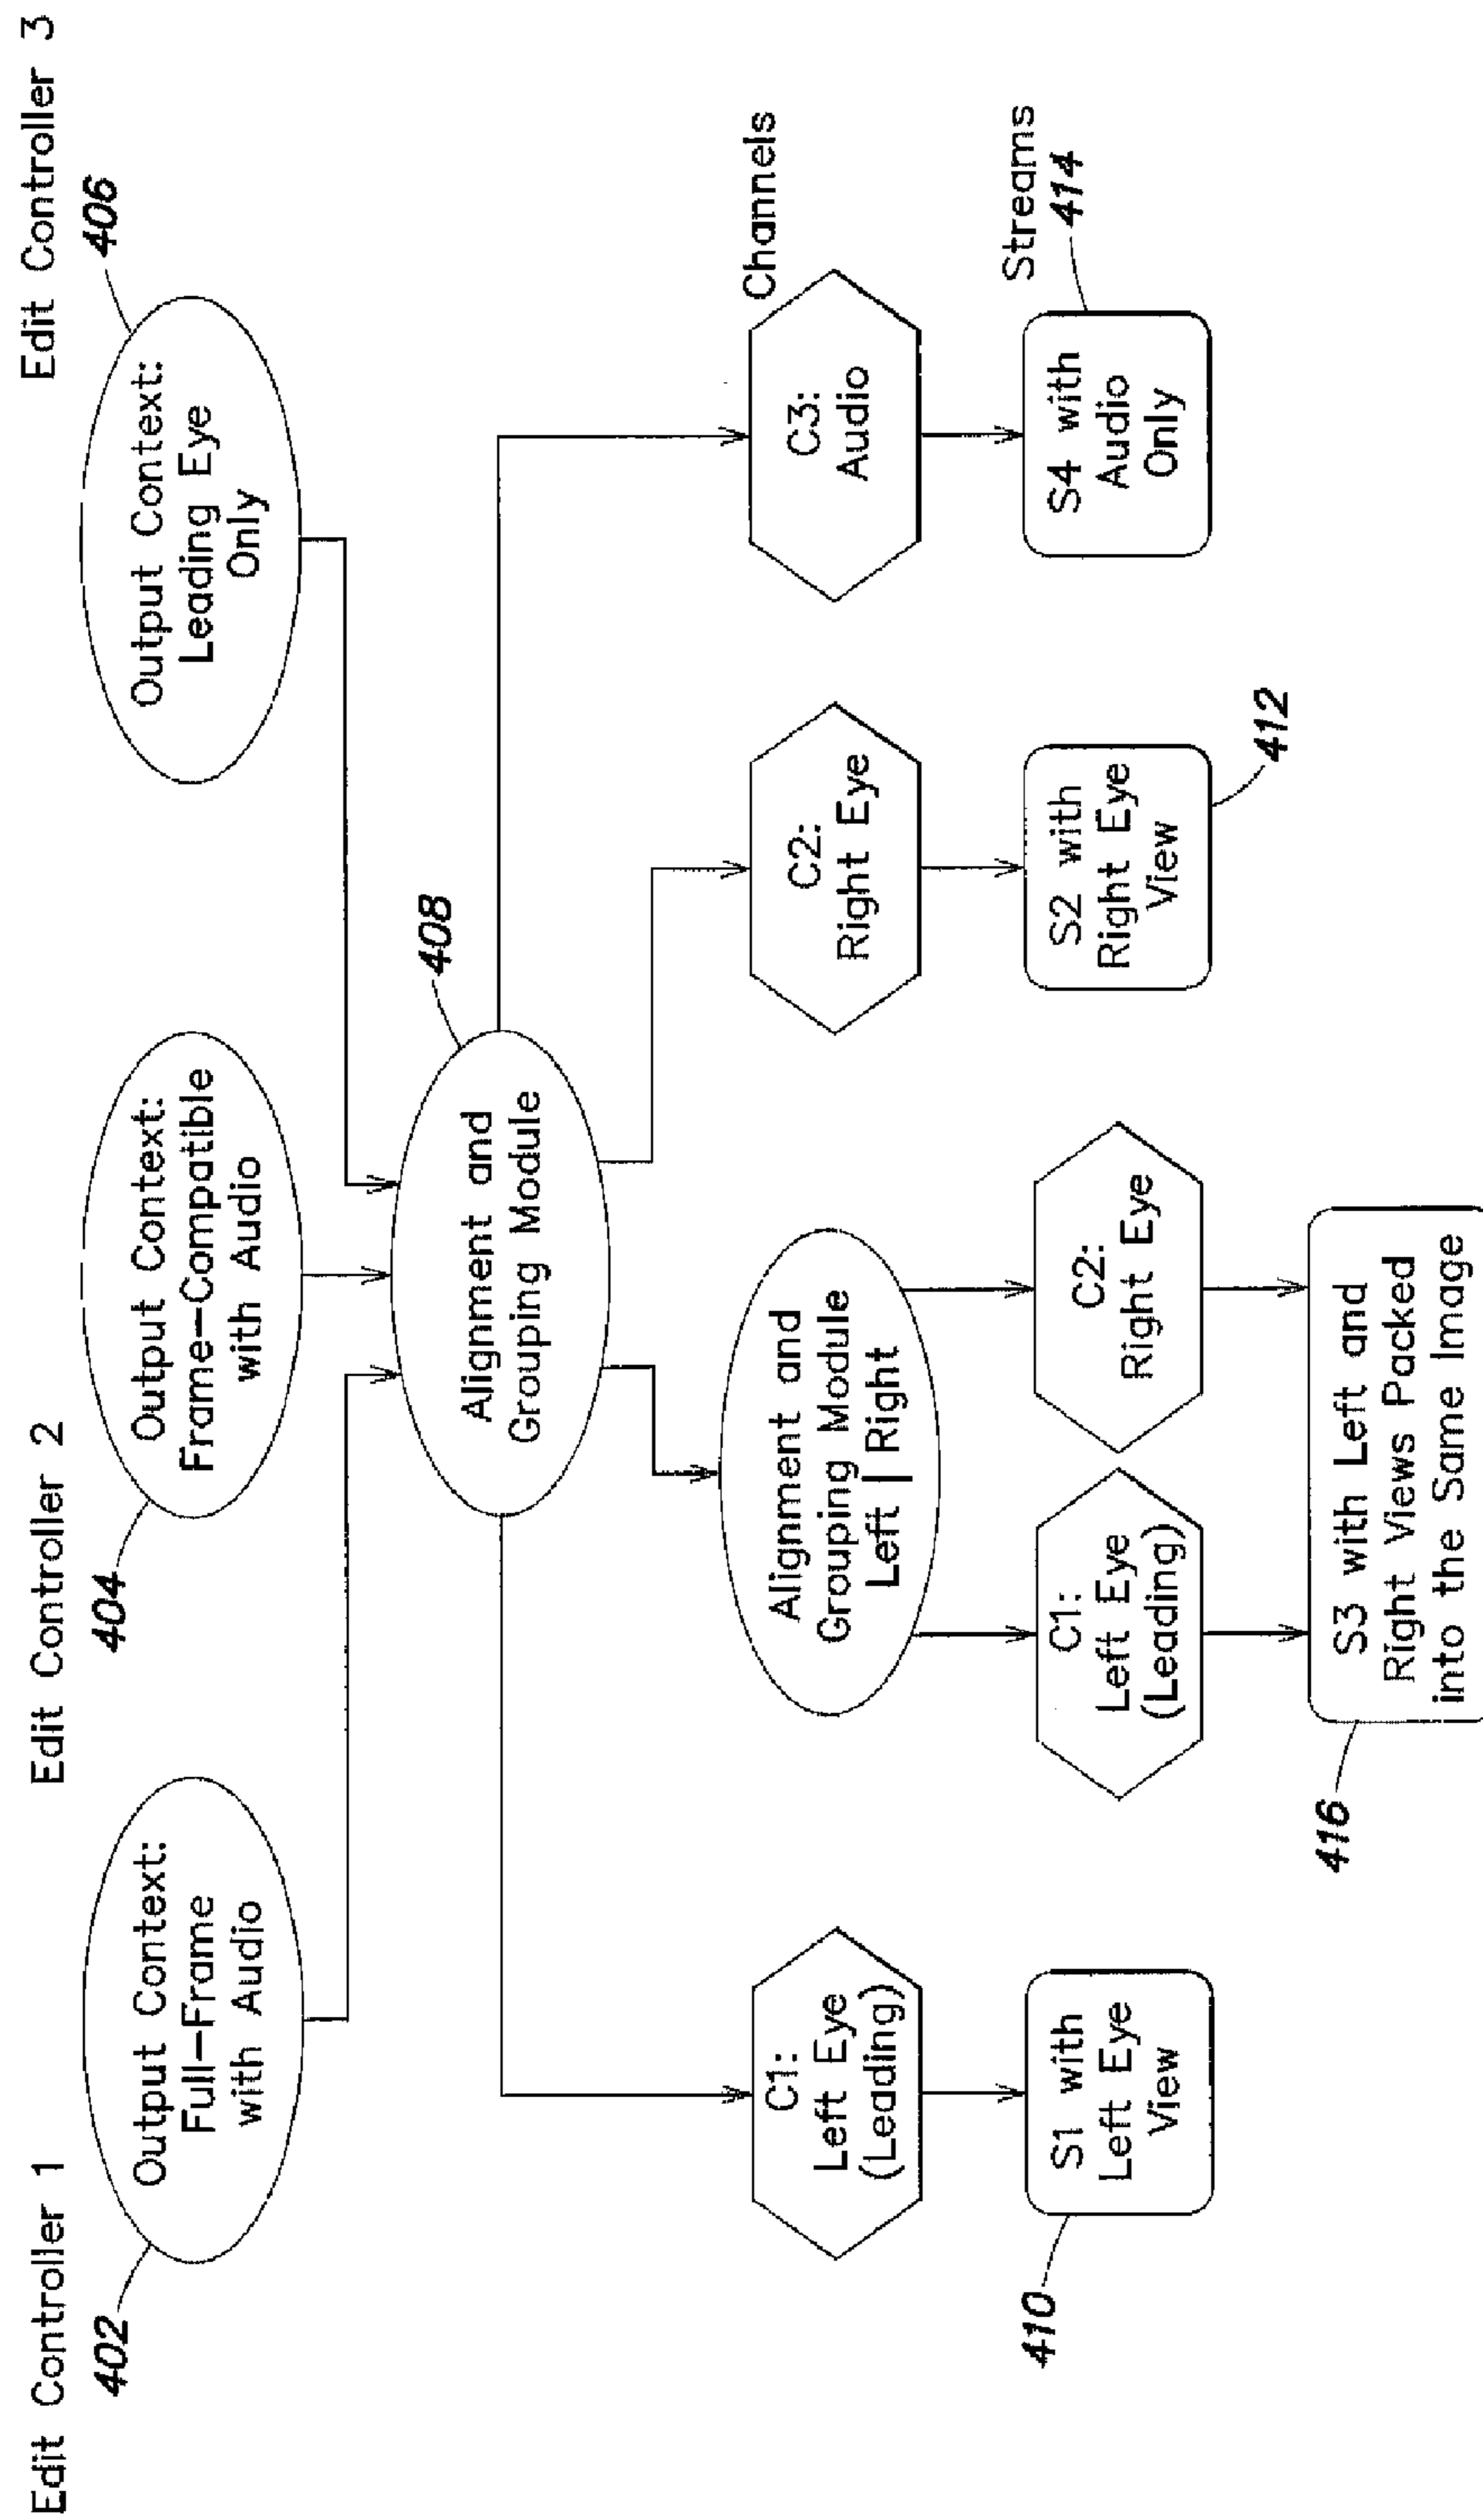 Edit Controller 1
Edit Controller 2
Edit Controller 3
402
Output Context:
Full-Frame
with Audio
404
Output Context:
Frame-Compatible
with Audio
406
Output Context:
Leading Eye
Only
408
Alignment and
Grouping Module
Channels
C1:
Left Eye
(Leading)
Alignment and
Grouping Module
Left | Right
C2:
Right Eye
C3:
Audio
Streams
410
S1 with
Left Eye
View
C1:
Left Eye
(Leading)
C2:
Right Eye
S2 with
Right Eye
View
412
S4 with
Audio
Only
414
416
S3 with Left and
Right Views Packed
into the Same Image